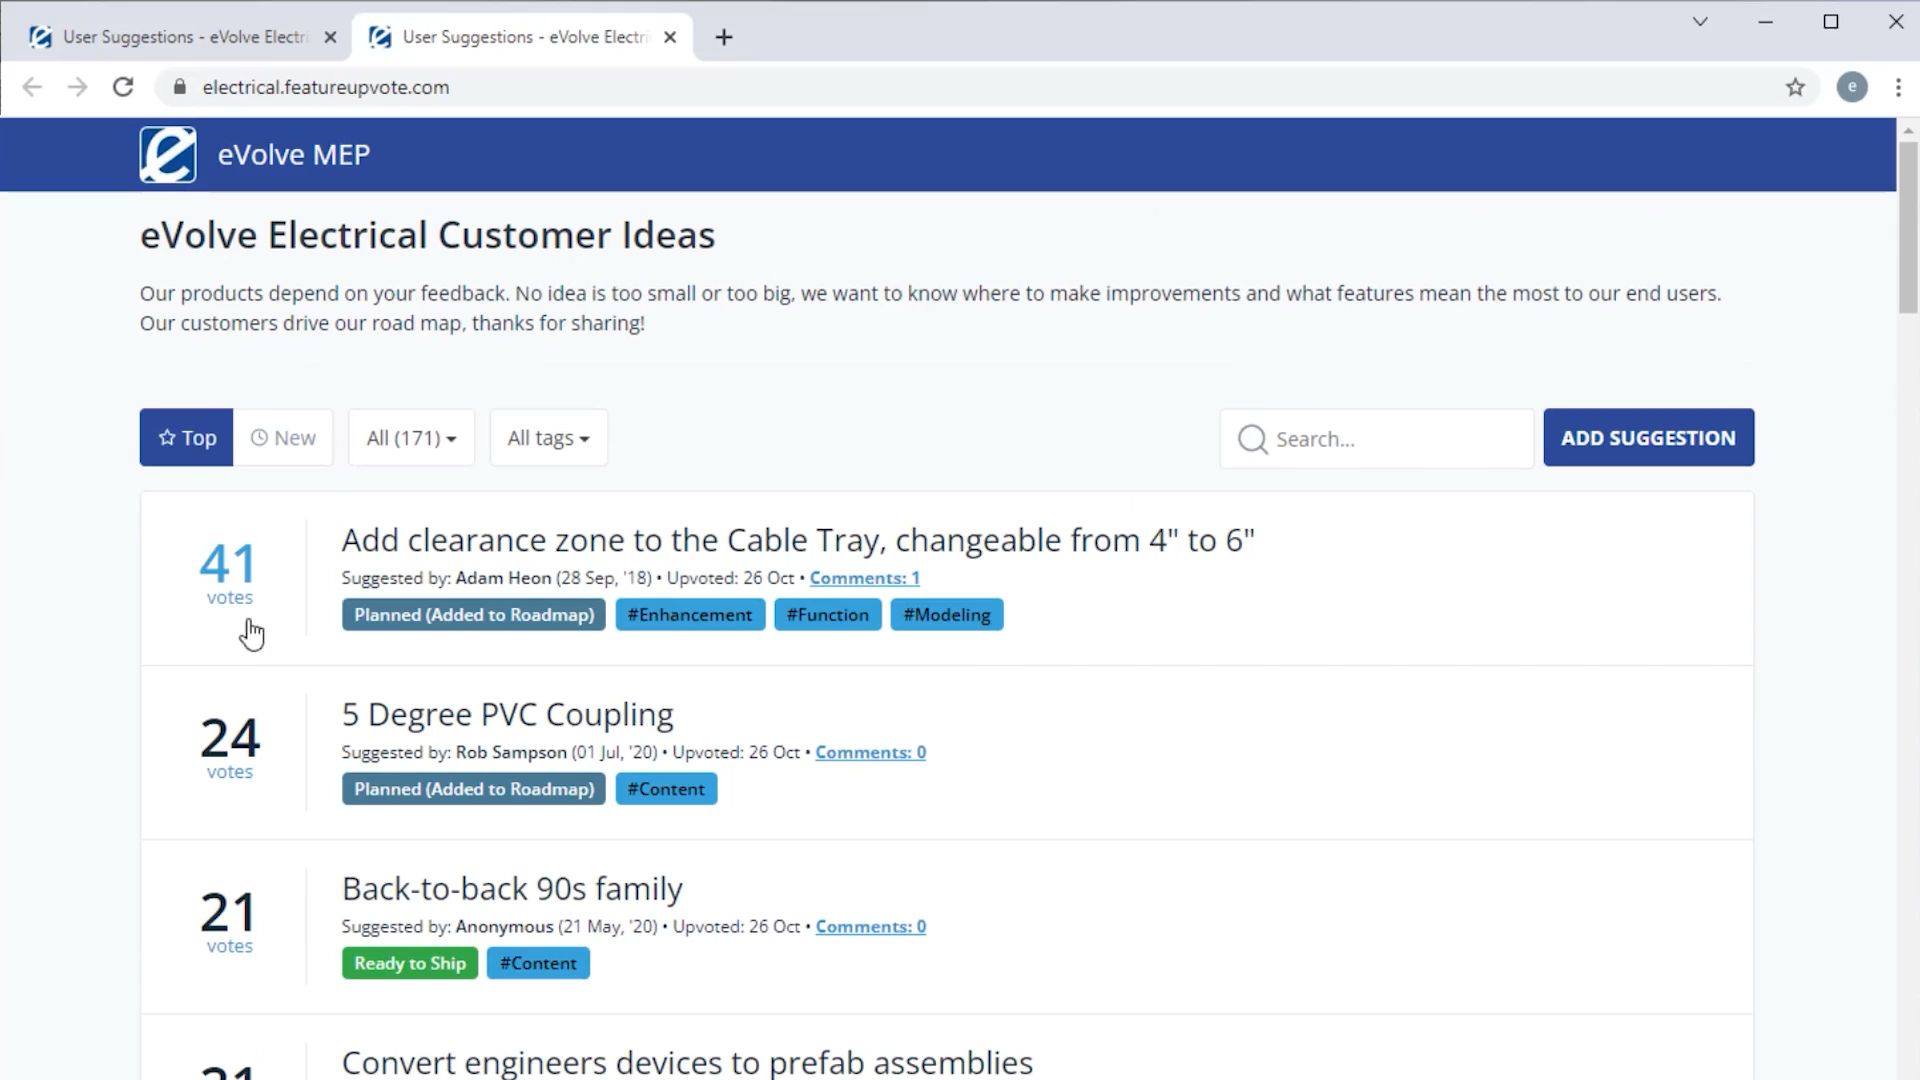 User Suggestions - eVolve Electri
User Suggestions - eVolve Electri
electrical.featureupvote.com
e
eVolve MEP
eVolve Electrical Customer Ideas
Our products depend on your feedback. No idea is too small or too big, we want to know where to make improvements and what features mean the most to our end users.
Our customers drive our road map, thanks for sharing!
Top New All (171) All tags Search... ADD SUGGESTION
41 votes
Add clearance zone to the Cable Tray, changeable from 4" to 6"
Suggested by: Adam Heon (28 Sep, '18) • Upvoted: 26 Oct • Comments: 1
Planned (Added to Roadmap) #Enhancement #Function #Modeling
24 votes
5 Degree PVC Coupling
Suggested by: Rob Sampson (01 Jul, '20) • Upvoted: 26 Oct • Comments: 0
Planned (Added to Roadmap) #Content
21 votes
Back-to-back 90s family
Suggested by: Anonymous (21 May, '20) • Upvoted: 26 Oct • Comments: 0
Ready to Ship #Content
Convert engineers devices to prefab assemblies